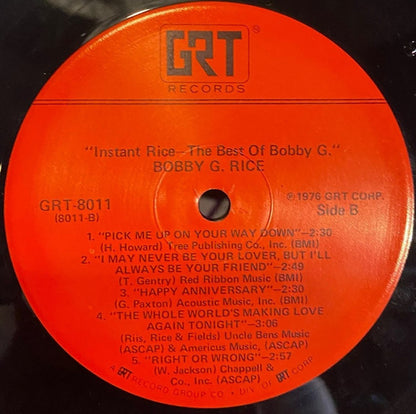 GRT®
RECORDS
"Instant Rice—The Best Of Bobby G."
BOBBY G. RICE
GRT-8011
(8011-B)
℗1976 GRT CORP.
Side B
1. "PICK ME UP ON YOUR WAY DOWN"—2:30
(H. Howard) Tree Publishing Co., Inc. (BMI)
2. "I MAY NEVER BE YOUR LOVER, BUT I'LL
ALWAYS BE YOUR FRIEND"—2:49
(T. Gentry) Red Ribbon Music (BMI)
3. "HAPPY ANNIVERSARY"—2:30
(G. Paxton) Acoustic Music, Inc. (BMI)
4. "THE WHOLE WORLD'S MAKING LOVE
AGAIN TONIGHT"—3:06
(Riis, Rice & Fields) Uncle Bens Music
(ASCAP) & Americus Music, (ASCAP)
5. "RIGHT OR WRONG"—2:57
(W. Jackson) Chappell &
Co., Inc. (ASCAP)
A GRT RECORD GROUP CO • DIV. OF GRT CORP.